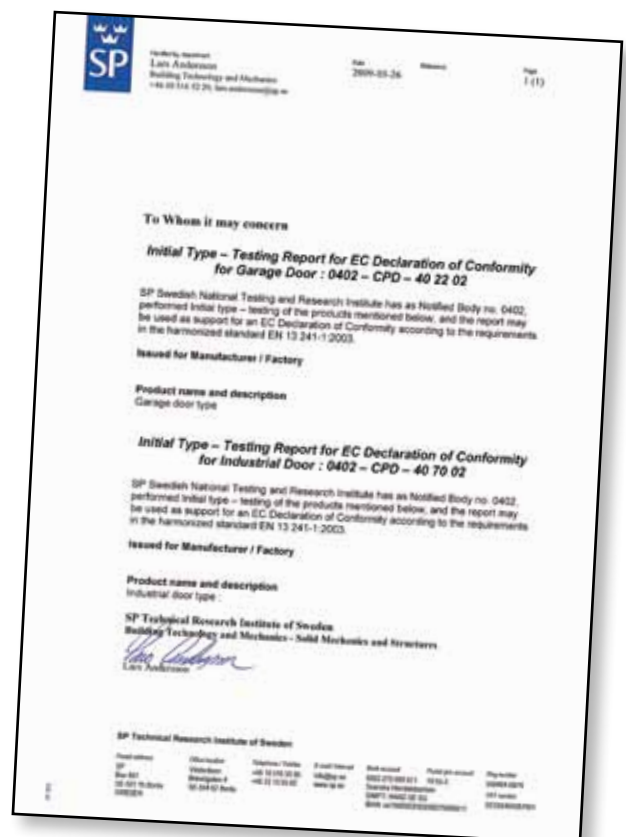 SP
Handled by, department
Lars Andersson
Building Technology and Mechanics
Date
2009-03-26
Reference
Page
1 (1)
To Whom it may concern
Initial Type – Testing Report for EC Declaration of Conformity
for Garage Door : 0402 – CPD – 40 22 02
SP Swedish National Testing and Research Institute has as Notified Body no. 0402,
performed Initial type – testing of the products mentioned below, and the report may
be used as support for an EC Declaration of Conformity according to the requirements
in the harmonized standard EN 13 241-1:2003.
Issued for Manufacturer / Factory
Product name and description
Garage door type
Initial Type – Testing Report for EC Declaration of Conformity
for Industrial Door : 0402 – CPD – 40 70 02
SP Swedish National Testing and Research Institute has as Notified Body no. 0402,
performed Initial type – testing of the products mentioned below, and the report may
be used as support for an EC Declaration of Conformity according to the requirements
in the harmonized standard EN 13 241-1:2003.
Issued for Manufacturer / Factory
Product name and description
Industrial door type :
SP Technical Research Institute of Sweden
Building Technology and Mechanics - Solid Mechanics and Structures
Lars Andersson
SP Technical Research Institute of Sweden